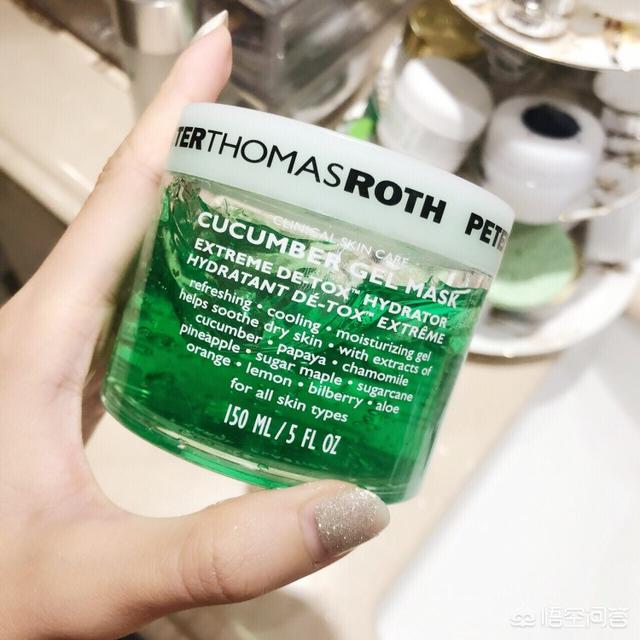 TERTHOMASROTH PETE
CLINICAL SKIN CARE
CUCUMBER GEL MASK
EXTREME DE-TOX™ HYDRATOR
HYDRATANT DÉ-TOX™ EXTRÊME
refreshing • cooling • moisturizing gel
helps soothe dry skin • with extracts of
cucumber • papaya • chamomile
pineapple • sugar maple • sugarcane
orange • lemon • bilberry • aloe
for all skin types
150 ML / 5 FL OZ
悟空问答